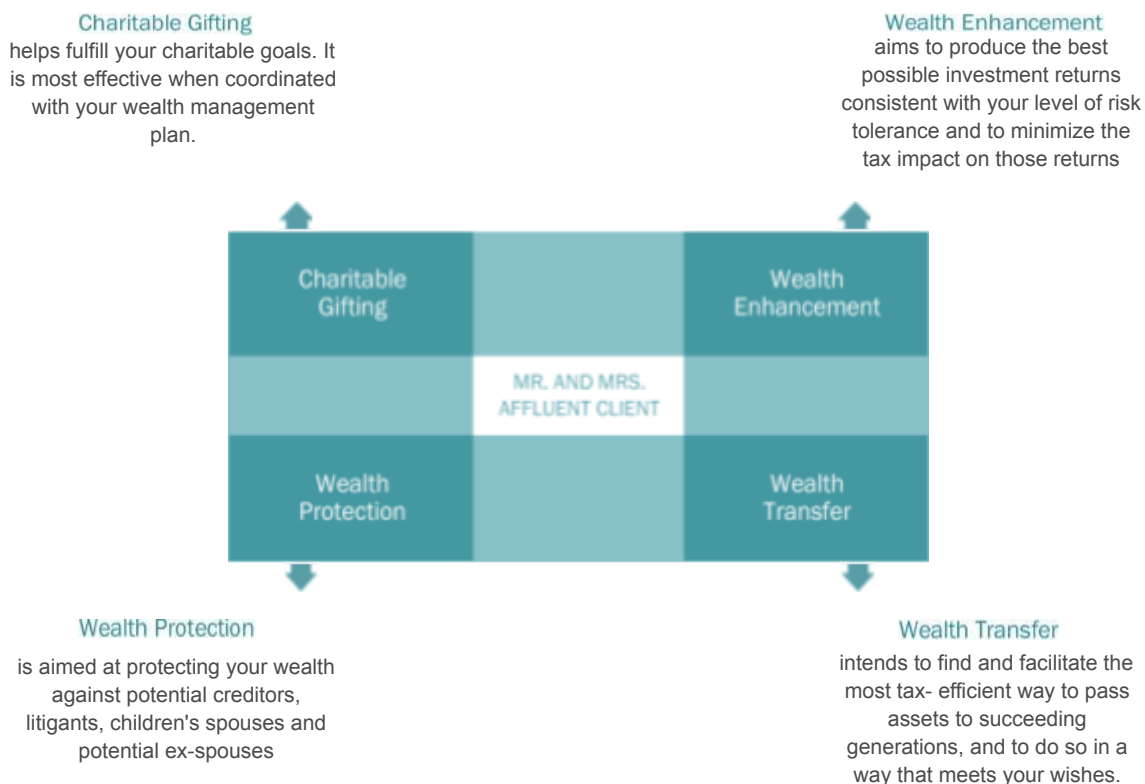 Charitable Gifting
helps fulfill your charitable goals. It
is most effective when coordinated
with your wealth management
plan.
Wealth Enhancement
aims to produce the best
possible investment returns
consistent with your level of risk
tolerance and to minimize the
tax impact on those returns
Charitable
Gifting
Wealth
Enhancement
MR. AND MRS.
AFFLUENT CLIENT
Wealth
Protection
Wealth
Transfer
Wealth Protection
is aimed at protecting your wealth
against potential creditors,
litigants, children's spouses and
potential ex-spouses
Wealth Transfer
intends to find and facilitate the
most tax- efficient way to pass
assets to succeeding
generations, and to do so in a
way that meets your wishes.